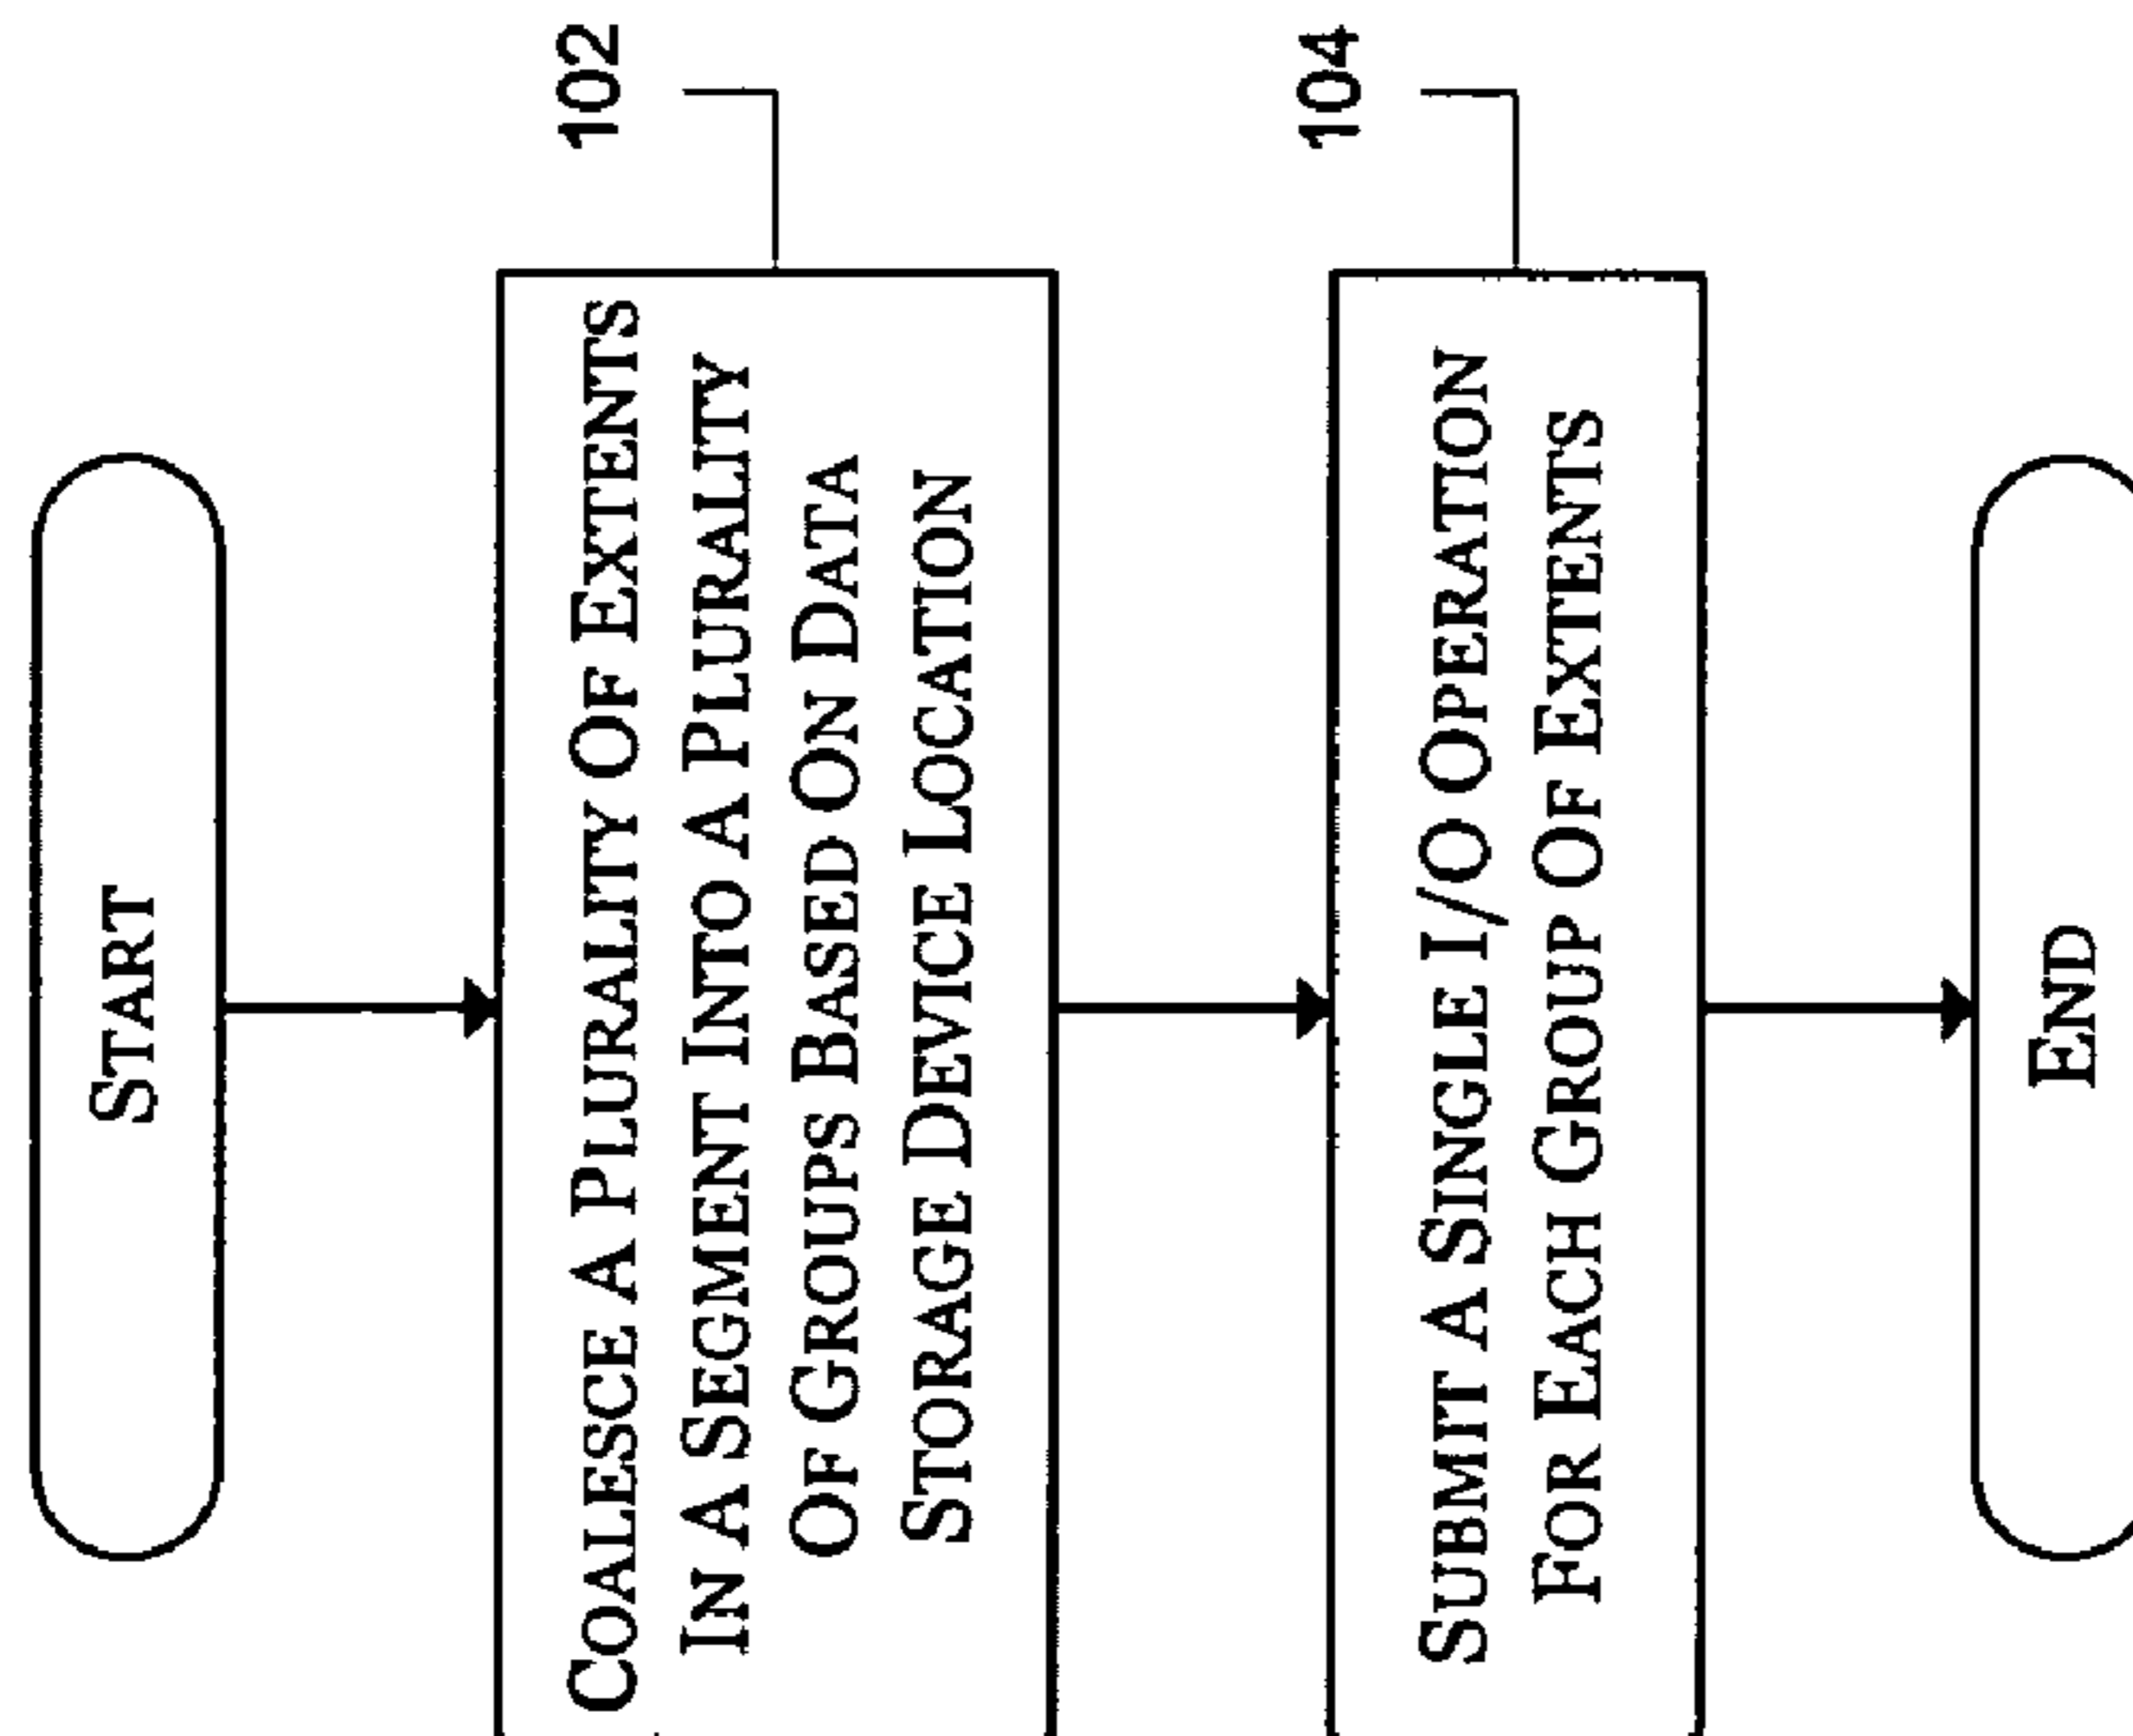 START
COALESCE A PLURALITY OF EXTENTS
IN A SEGMENT INTO A PLURALITY
OF GROUPS BASED ON DATA
STORAGE DEVICE LOCATION
102
SUBMIT A SINGLE I/O OPERATION
FOR EACH GROUP OF EXTENTS
104
END